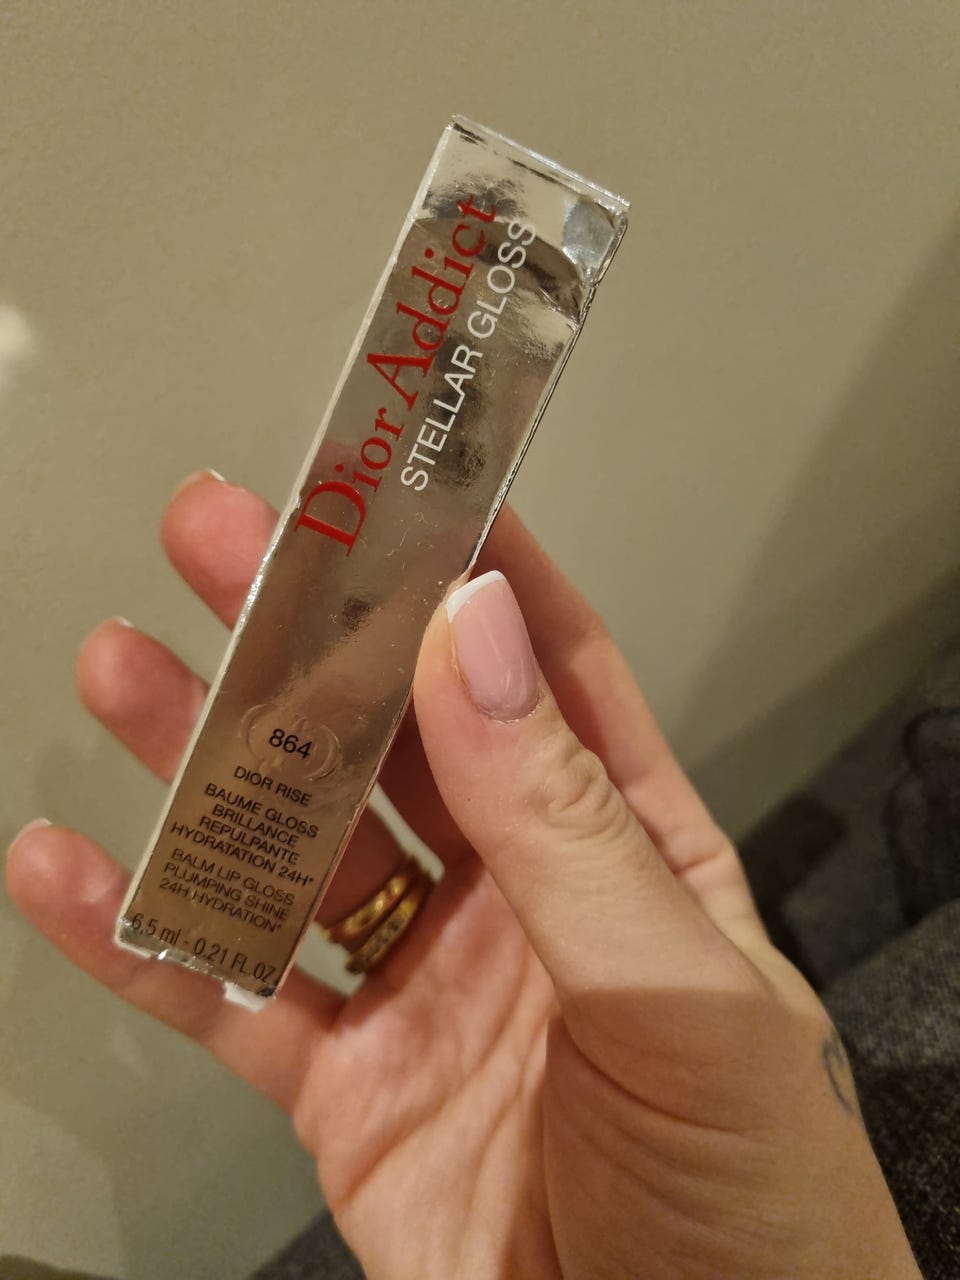 Dior Addict
STELLAR GLOSS
864
DIOR RISE
BAUME GLOSS
BRILLANCE
REPULPANTE
HYDRATATION 24H*
BALM LIP GLOSS
PLUMPING SHINE
24H HYDRATION*
6,5 ml - 0.21 FL.OZ